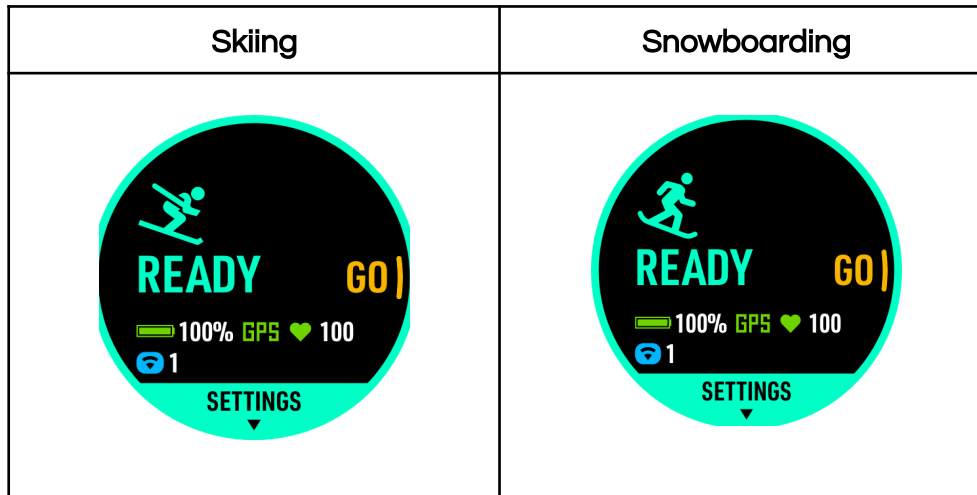 Skiing
Snowboarding
READY
GO
100% GPS 100
1
SETTINGS
READY
GO
100% GPS 100
1
SETTINGS